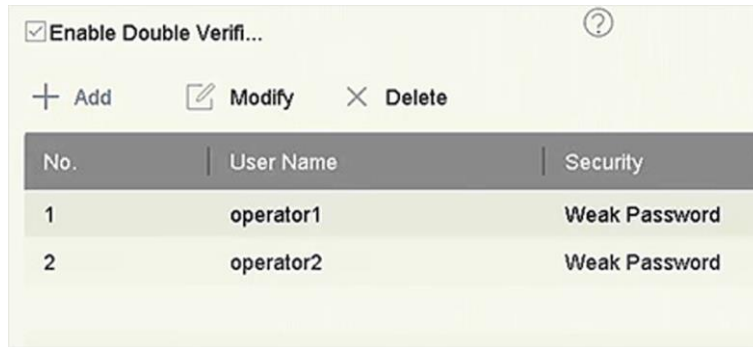 Enable Double Verifi...
Add Modify Delete
No. User Name Security
1 operator1 Weak Password
2 operator2 Weak Password